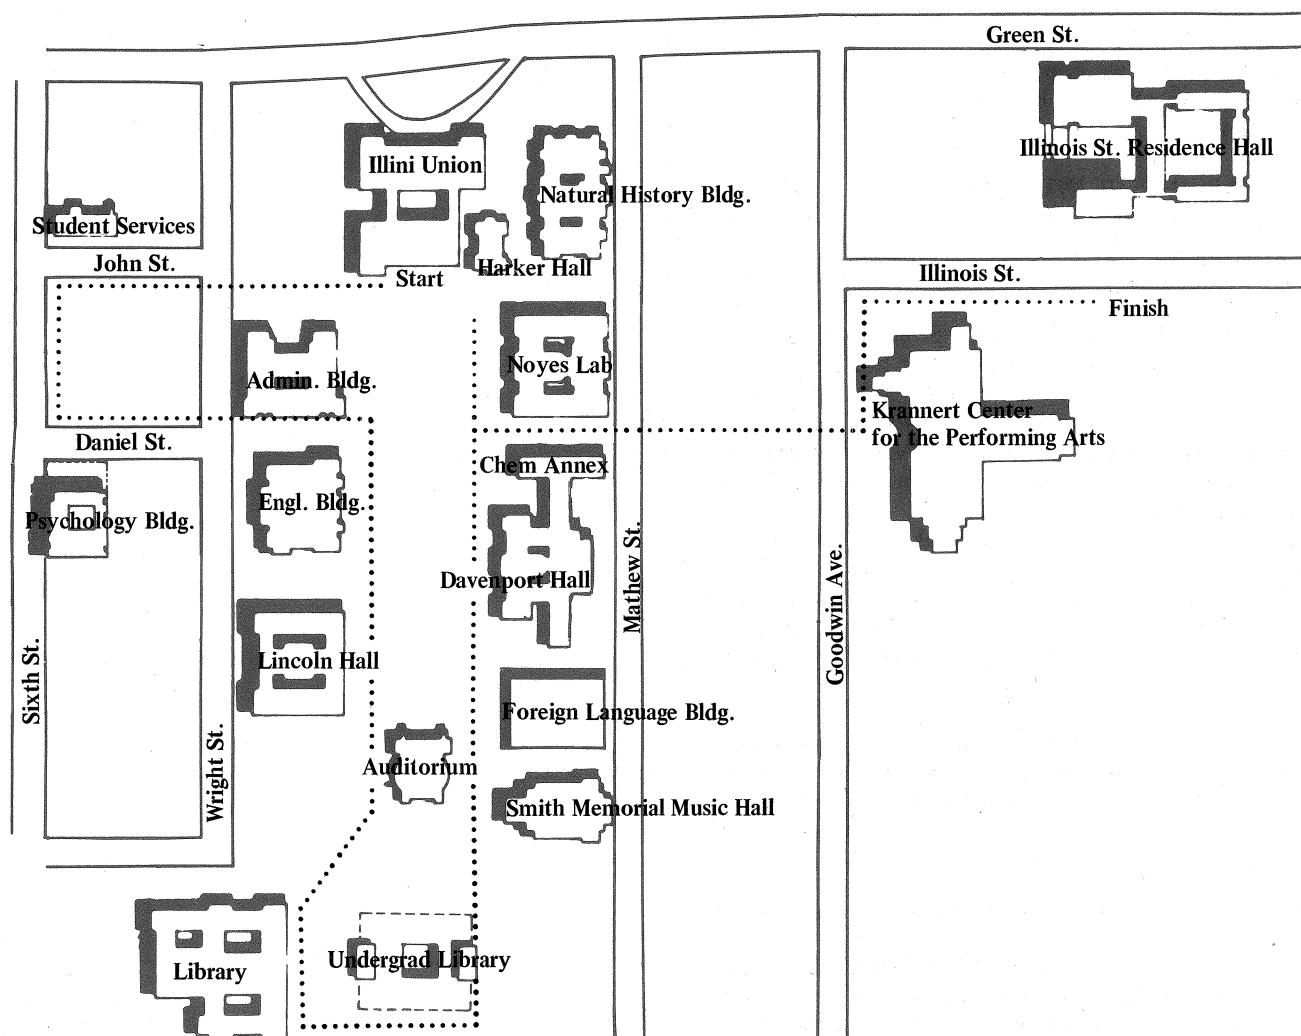 Green St.
Illini Union
Illinois St. Residence Hall
Natural History Bldg.
Student Services
John St.
Harker Hall
Start
Illinois St.
Finish
Noyes Lab
Admin. Bldg.
Krannert Center
for the Performing Arts
Daniel St.
Chem Annex
Engl. Bldg.
Psychology Bldg.
Davenport Hall
Mathew St.
Goodwin Ave.
Lincoln Hall
Sixth St.
Foreign Language Bldg.
Wright St.
Auditorium
Smith Memorial Music Hall
Undergrad Library
Library